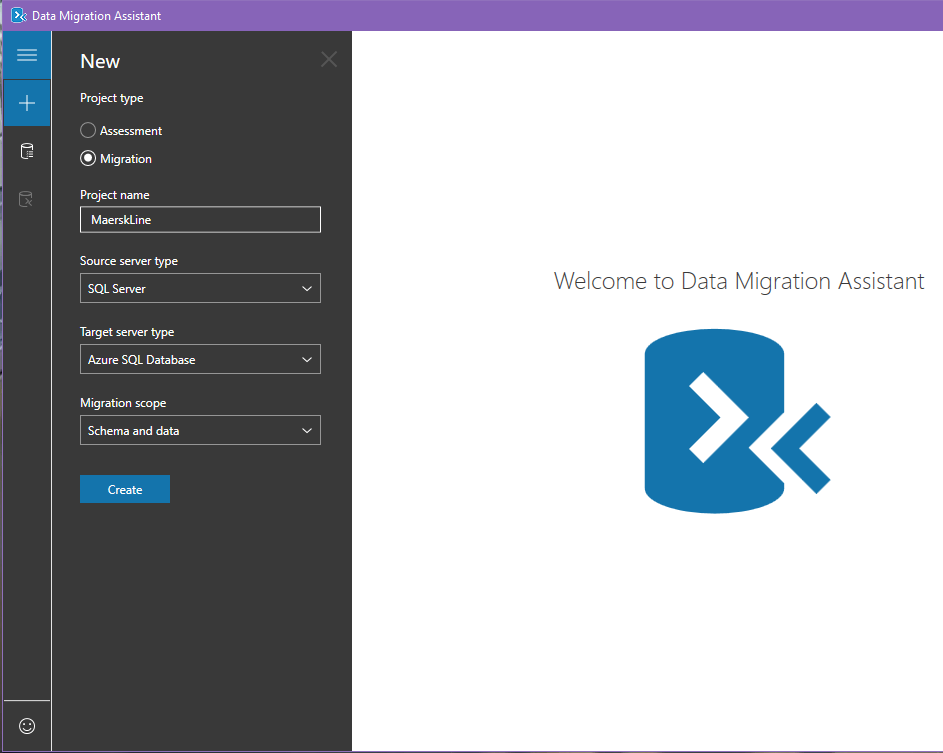 Data Migration Assistant
New
Project type
Assessment
Migration
Project name
MaerskLine
Source server type
SQL Server
Target server type
Azure SQL Database
Migration scope
Schema and data
Create
Welcome to Data Migration Assistant